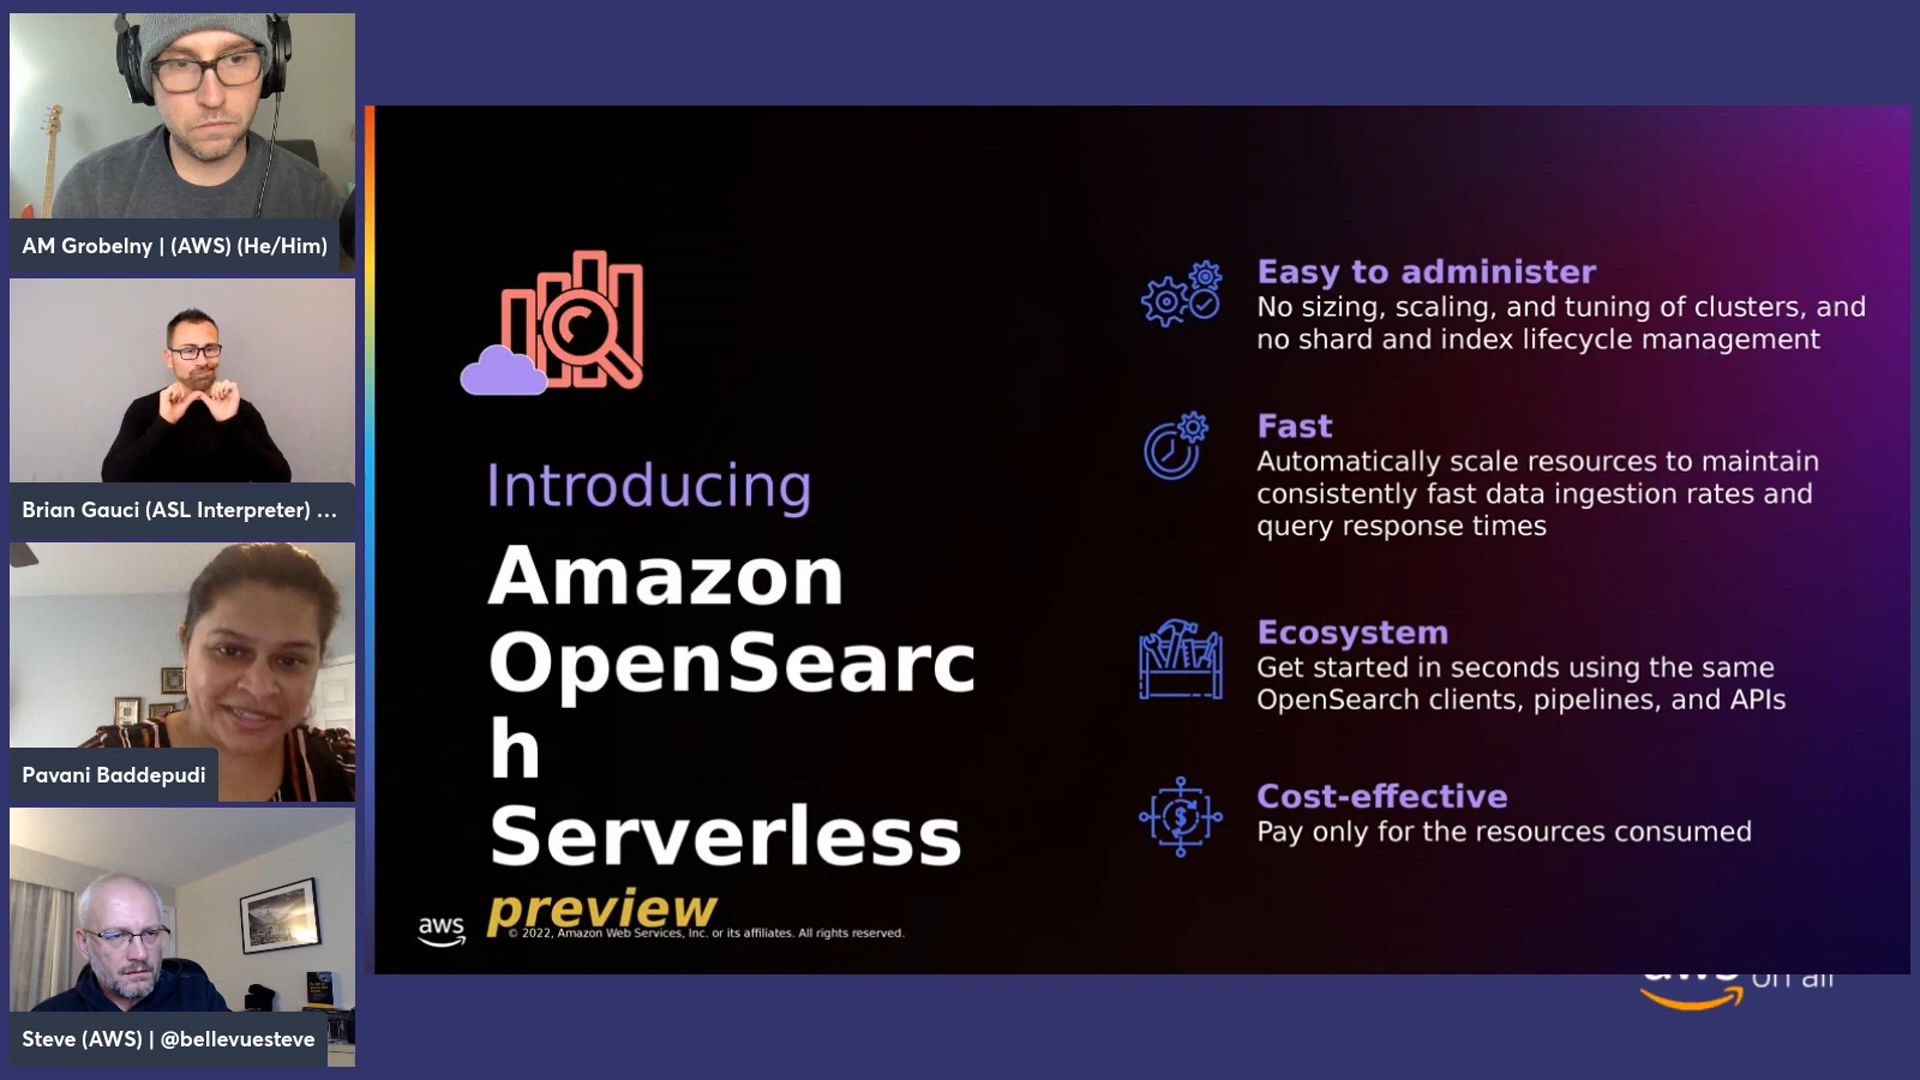 AM Grobelny | (AWS) (He/Him)
Brian Gauci (ASL Interpreter) ...
Pavani Baddepudi
Steve (AWS) | @bellevuesteve
Introducing
Amazon
OpenSearc
h
Serverless
preview
aws
© 2022, Amazon Web Services, Inc. or its affiliates. All rights reserved.
Easy to administer
No sizing, scaling, and tuning of clusters, and
no shard and index lifecycle management
Fast
Automatically scale resources to maintain
consistently fast data ingestion rates and
query response times
Ecosystem
Get started in seconds using the same
OpenSearch clients, pipelines, and APIs
Cost-effective
Pay only for the resources consumed
aws on air